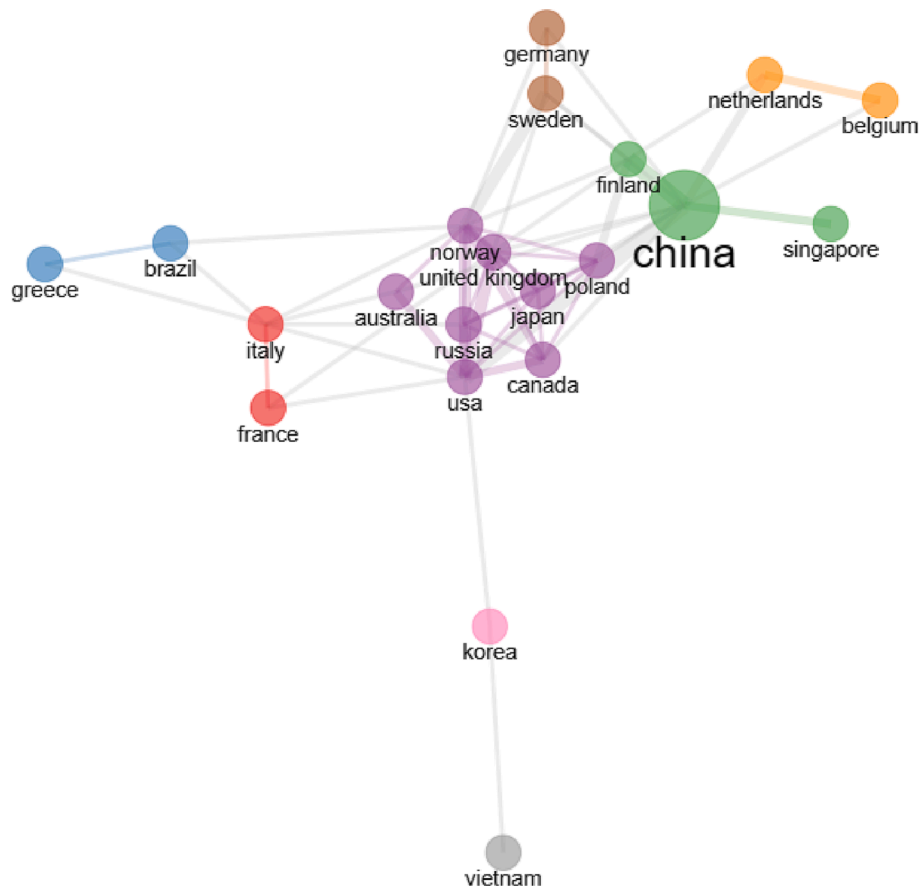 germany
netherlands
sweden
belgium
finland
china
singapore
norway
brazil
united kingdom
poland
greece
australia
japan
italy
russia
canada
usa
france
korea
vietnam